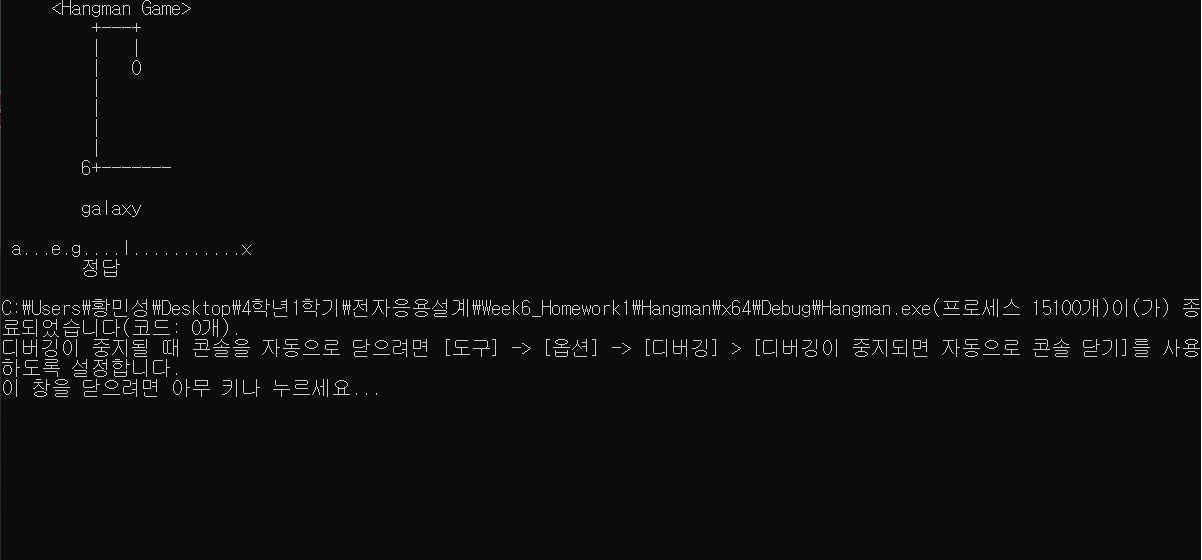 <Hangman Game>
+---+
|   |
|   O
|
|
|
|
6+-------
galaxy
a...e.g....l...........x
정답
C:\Users\황민성\Desktop\4학년1학기\전자응용설계\Week6_Homework1\Hangman\x64\Debug\Hangman.exe(프로세스 15100개)이(가) 종
료되었습니다(코드: 0개).
디버깅이 중지될 때 콘솔을 자동으로 닫으려면 [도구] -> [옵션] -> [디버깅] > [디버깅이 중지되면 자동으로 콘솔 닫기]를 사용
하도록 설정합니다.
이 창을 닫으려면 아무 키나 누르세요...